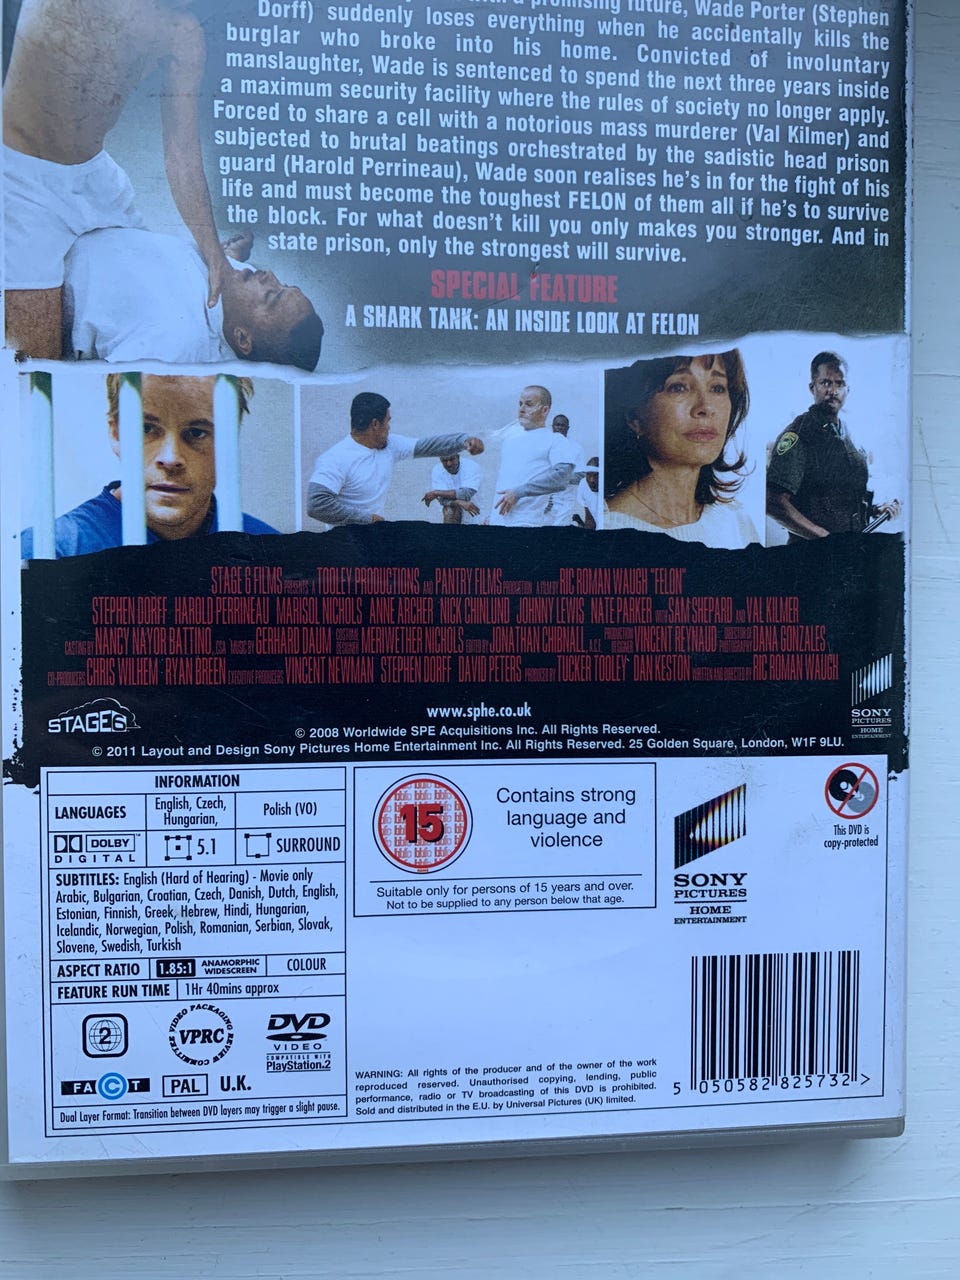 promising future, Wade Porter (Stephen
Dorff) suddenly loses everything when he accidentally kills the
burglar who broke into his home. Convicted of involuntary
manslaughter, Wade is sentenced to spend the next three years inside
a maximum security facility where the rules of society no longer apply.
Forced to share a cell with a notorious mass murderer (Val Kilmer) and
subjected to brutal beatings orchestrated by the sadistic head prison
guard (Harold Perrineau), Wade soon realises he's in for the fight of his
life and must become the toughest FELON of them all if he's to survive
the block. For what doesn't kill you only makes you stronger. And in
state prison, only the strongest will survive.
SPECIAL FEATURE
A SHARK TANK: AN INSIDE LOOK AT FELON
STAGE 6 FILMS PRESENTS A TOOLEY PRODUCTIONS AND PANTRY FILMS PRODUCTION A FILM BY RIC ROMAN WAUGH "FELON"
STEPHEN DORFF HAROLD PERRINEAU MARISOL NICHOLS ANNE ARCHER NICK CHINLUND JOHNNY LEWIS NATE PARKER WITH SAM SHEPARD AND VAL KILMER
CASTING BY NANCY NAYOR BATTINO, CSA MUSIC BY GERHARD DAUM COSTUME DESIGNER MERIWETHER NICHOLS EDITED BY JONATHAN CHIBNALL, A.C.E. PRODUCTION DESIGNER VINCENT REYNAUD DIRECTOR OF PHOTOGRAPHY DANA GONZALES
CO-PRODUCERS CHRIS WILHEM RYAN BREEN EXECUTIVE PRODUCERS VINCENT NEWMAN STEPHEN DORFF DAVID PETERS PRODUCED BY TUCKER TOOLEY DAN KESTON WRITTEN AND DIRECTED BY RIC ROMAN WAUGH
STAGE6
www.sphe.co.uk
© 2008 Worldwide SPE Acquisitions Inc. All Rights Reserved.
© 2011 Layout and Design Sony Pictures Home Entertainment Inc. All Rights Reserved. 25 Golden Square, London, W1F 9LU.
SONY
PICTURES
HOME
ENTERTAINMENT
INFORMATION
LANGUAGES
English, Czech,
Hungarian,
Polish (VO)
DOLBY
DIGITAL
5.1
SURROUND
SUBTITLES: English (Hard of Hearing) - Movie only
Arabic, Bulgarian, Croatian, Czech, Danish, Dutch, English,
Estonian, Finnish, Greek, Hebrew, Hindi, Hungarian,
Icelandic, Norwegian, Polish, Romanian, Serbian, Slovak,
Slovene, Swedish, Turkish
ASPECT RATIO 1.85:1 ANAMORPHIC WIDESCREEN COLOUR
FEATURE RUN TIME 1Hr 40mins approx
2
VIDEO PACKAGING REVIEW COMMITTEE
VPRC
DVD
VIDEO
COMPATIBLE WITH
PlayStation.2
FACT
PAL U.K.
Dual Layer Format: Transition between DVD layers may trigger a slight pause.
bbfc
15
Contains strong
language and
violence
Suitable only for persons of 15 years and over.
Not to be supplied to any person below that age.
SONY
PICTURES
HOME
ENTERTAINMENT
This DVD is
copy-protected
WARNING: All rights of the producer and of the owner of the work
reproduced reserved. Unauthorised copying, lending, public
performance, radio or TV broadcasting of this DVD is prohibited.
Sold and distributed in the E.U. by Universal Pictures (UK) limited.
5 050582 825732 >